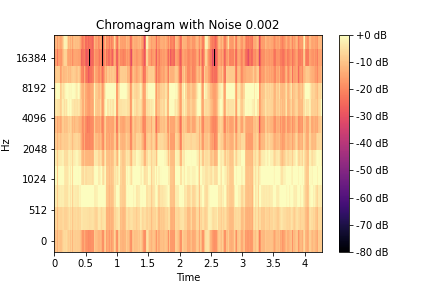 Chromagram with Noise 0.002
Hz
16384
8192
4096
2048
1024
512
0
0 0.5 1 1.5 2 2.5 3 3.5 4
Time
+0 dB
-10 dB
-20 dB
-30 dB
-40 dB
-50 dB
-60 dB
-70 dB
-80 dB